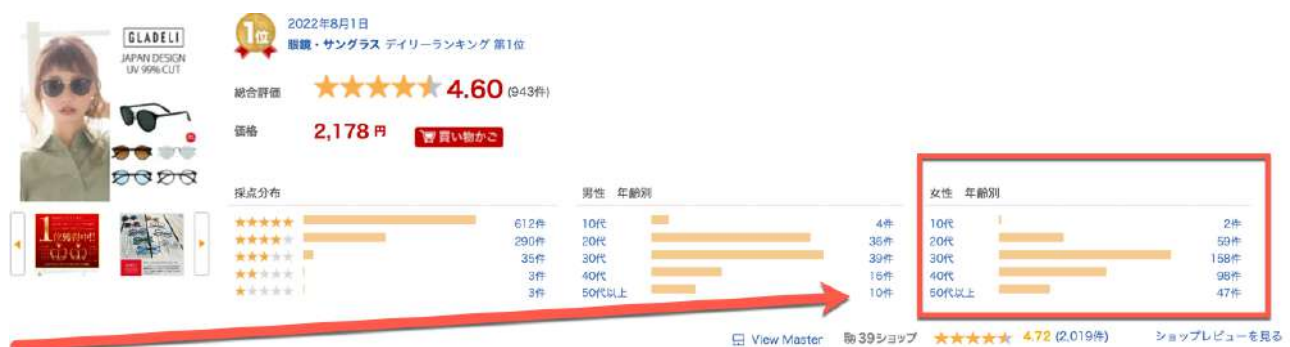 GLADELI
JAPAN DESIGN
UV 99% CUT
1位
2022年8月1日
眼鏡・サングラス デイリーランキング 第1位
総合評価 ★★★★★ 4.60 (943件)
価格 2,178 円 買い物かご
採点分布
★★★★★ 612件
★★★★★ 290件
★★★★★ 35件
★★★★★ 3件
★★★★★ 3件
男性 年齢別
10代 4件
20代 36件
30代 39件
40代 16件
50代以上 10件
女性 年齢別
10代 2件
20代 59件
30代 158件
40代 98件
50代以上 47件
View Master 39ショップ ★★★★★ 4.72 (2,019件) ショップレビューを見る